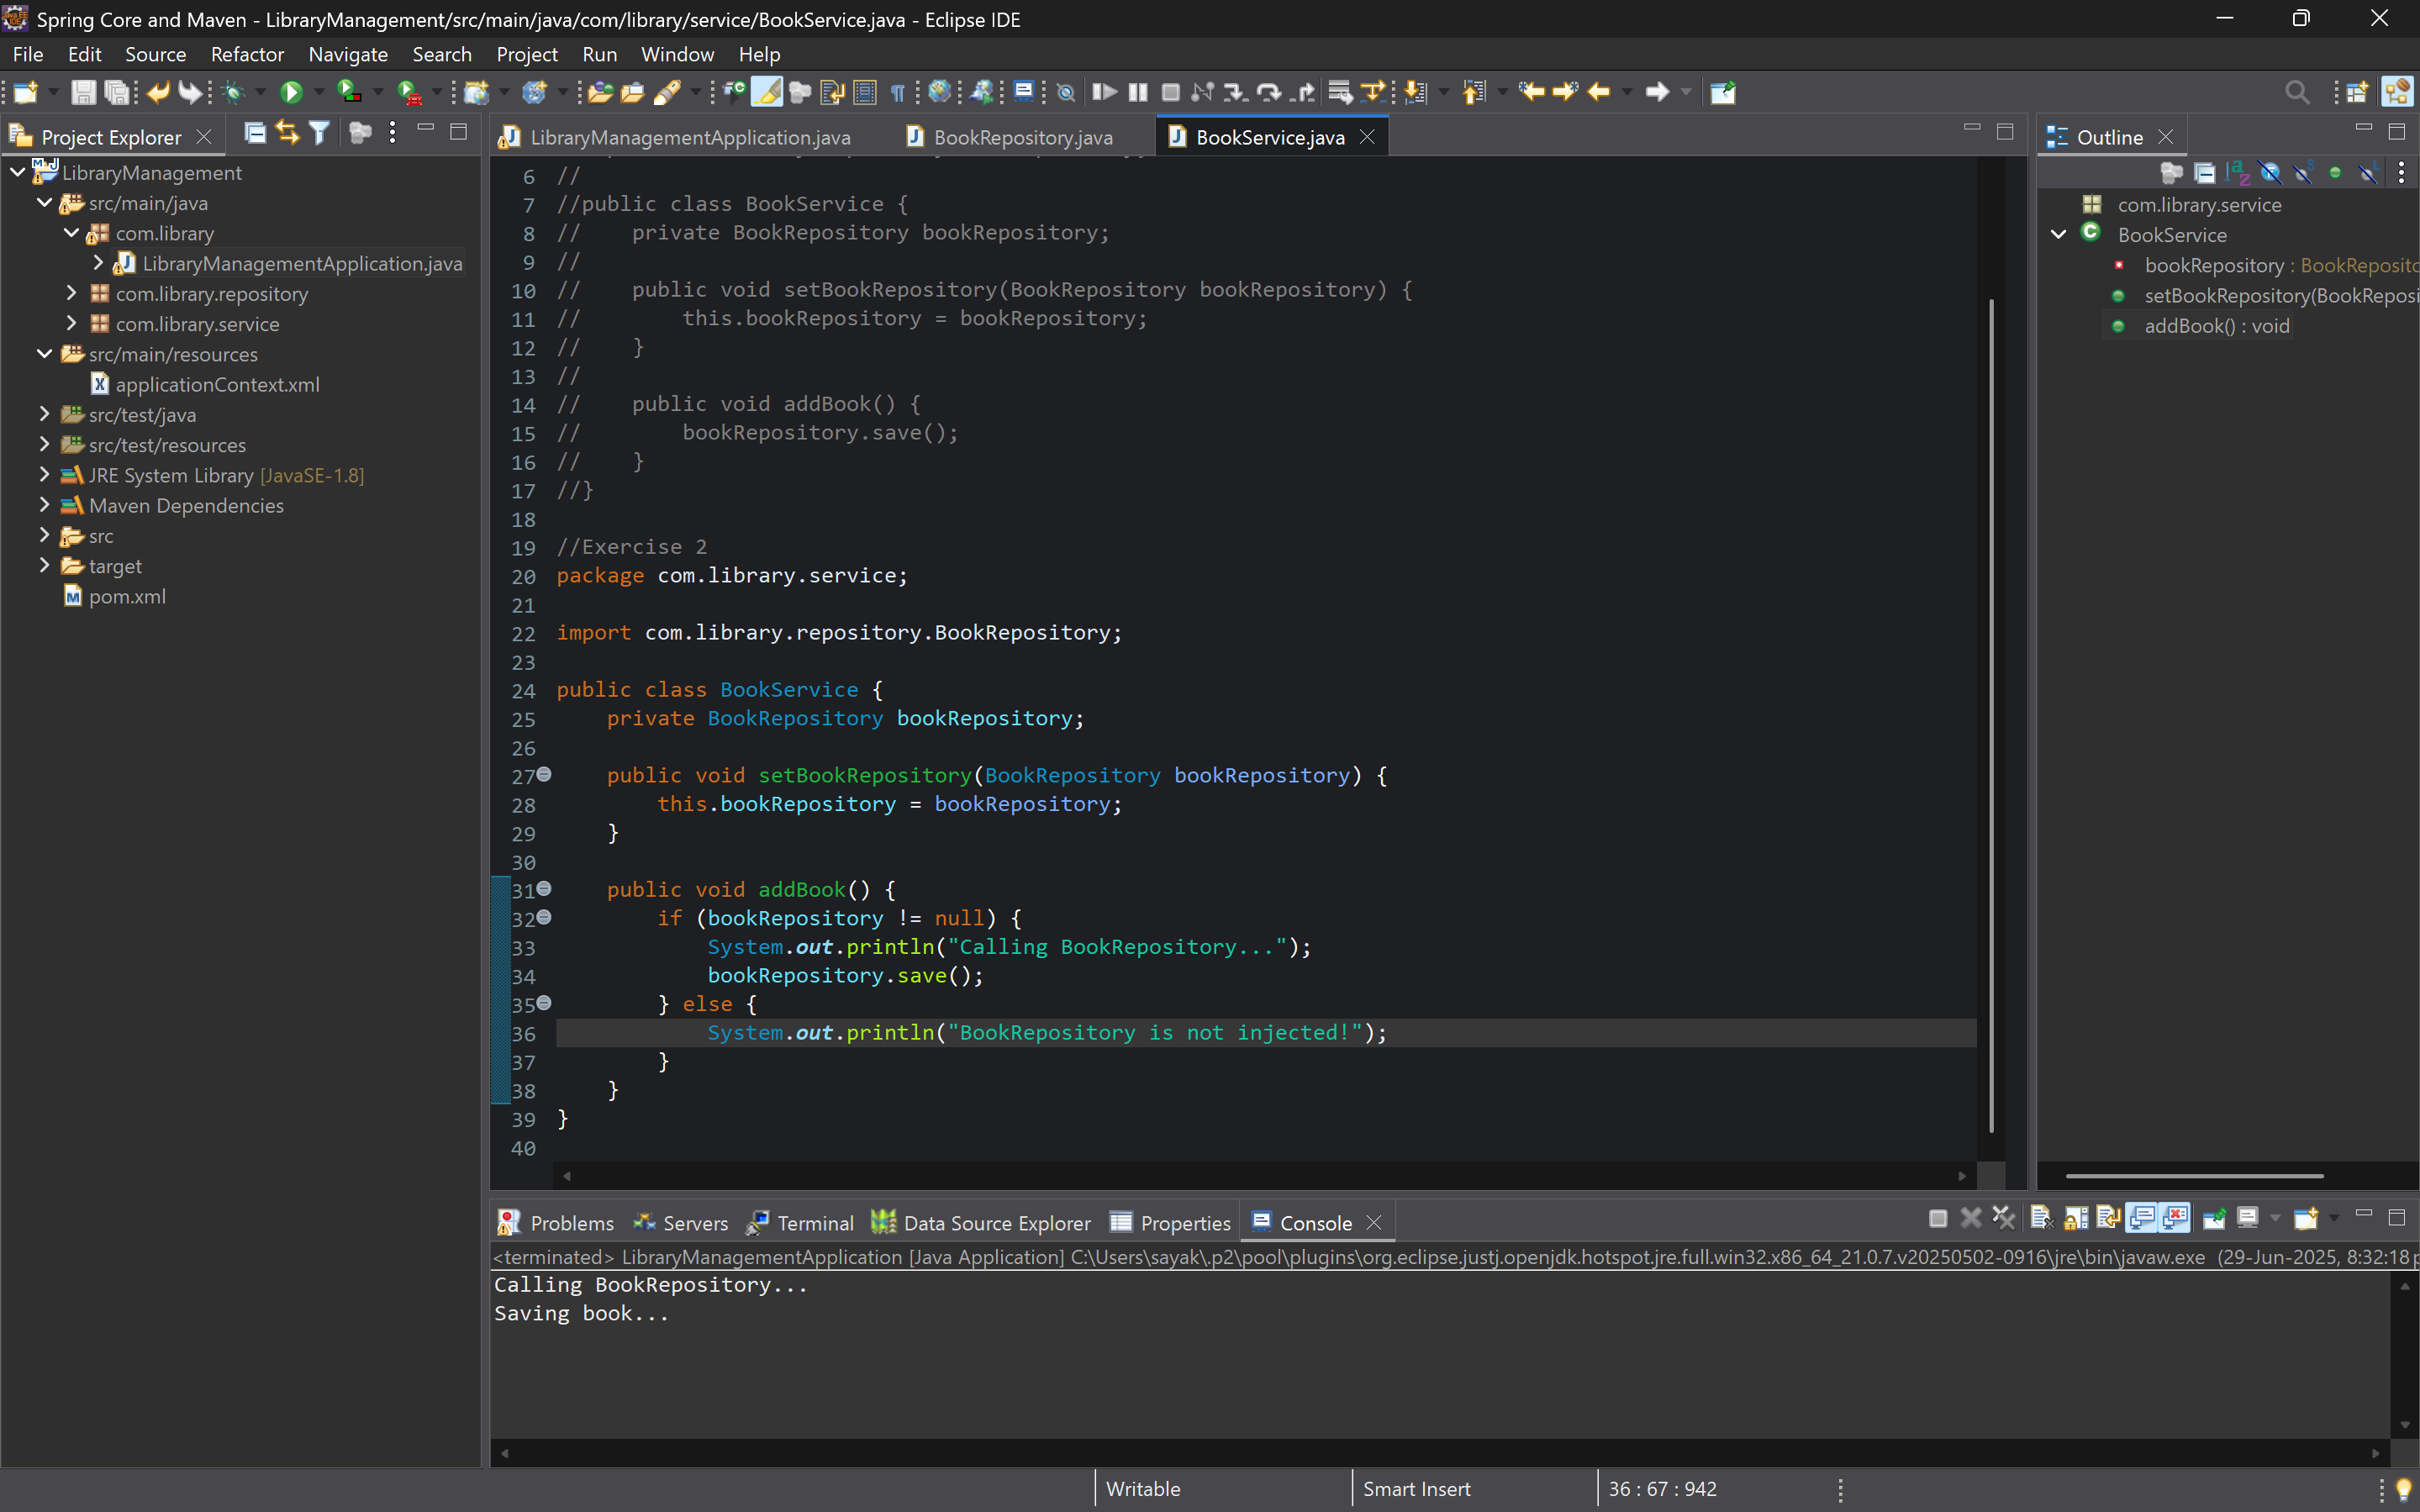 Spring Core and Maven - LibraryManagement/src/main/java/com/library/service/BookService.java - Eclipse IDE
File Edit Source Refactor Navigate Search Project Run Window Help
Project Explorer
LibraryManagement
src/main/java
com.library
LibraryManagementApplication.java
com.library.repository
com.library.service
src/main/resources
applicationContext.xml
src/test/java
src/test/resources
JRE System Library [JavaSE-1.8]
Maven Dependencies
src
target
pom.xml
LibraryManagementApplication.java BookRepository.java BookService.java
6 //
7 //public class BookService {
8 //    private BookRepository bookRepository;
9 //
10 //    public void setBookRepository(BookRepository bookRepository) {
11 //        this.bookRepository = bookRepository;
12 //    }
13 //
14 //    public void addBook() {
15 //        bookRepository.save();
16 //    }
17 //}
18
19 //Exercise 2
20 package com.library.service;
21
22 import com.library.repository.BookRepository;
23
24 public class BookService {
25     private BookRepository bookRepository;
26
27     public void setBookRepository(BookRepository bookRepository) {
28         this.bookRepository = bookRepository;
29     }
30
31     public void addBook() {
32         if (bookRepository != null) {
33             System.out.println("Calling BookRepository...");
34             bookRepository.save();
35         } else {
36             System.out.println("BookRepository is not injected!");
37         }
38     }
39 }
40
Outline
com.library.service
BookService
bookRepository : BookReposito
setBookRepository(BookReposi
addBook() : void
Problems Servers Terminal Data Source Explorer Properties Console
<terminated> LibraryManagementApplication [Java Application] C:\Users\sayak\.p2\pool\plugins\org.eclipse.justj.openjdk.hotspot.jre.full.win32.x86_64_21.0.7.v20250502-0916\jre\bin\javaw.exe (29-Jun-2025, 8:32:18 p
Calling BookRepository...
Saving book...
Writable Smart Insert 36 : 67 : 942